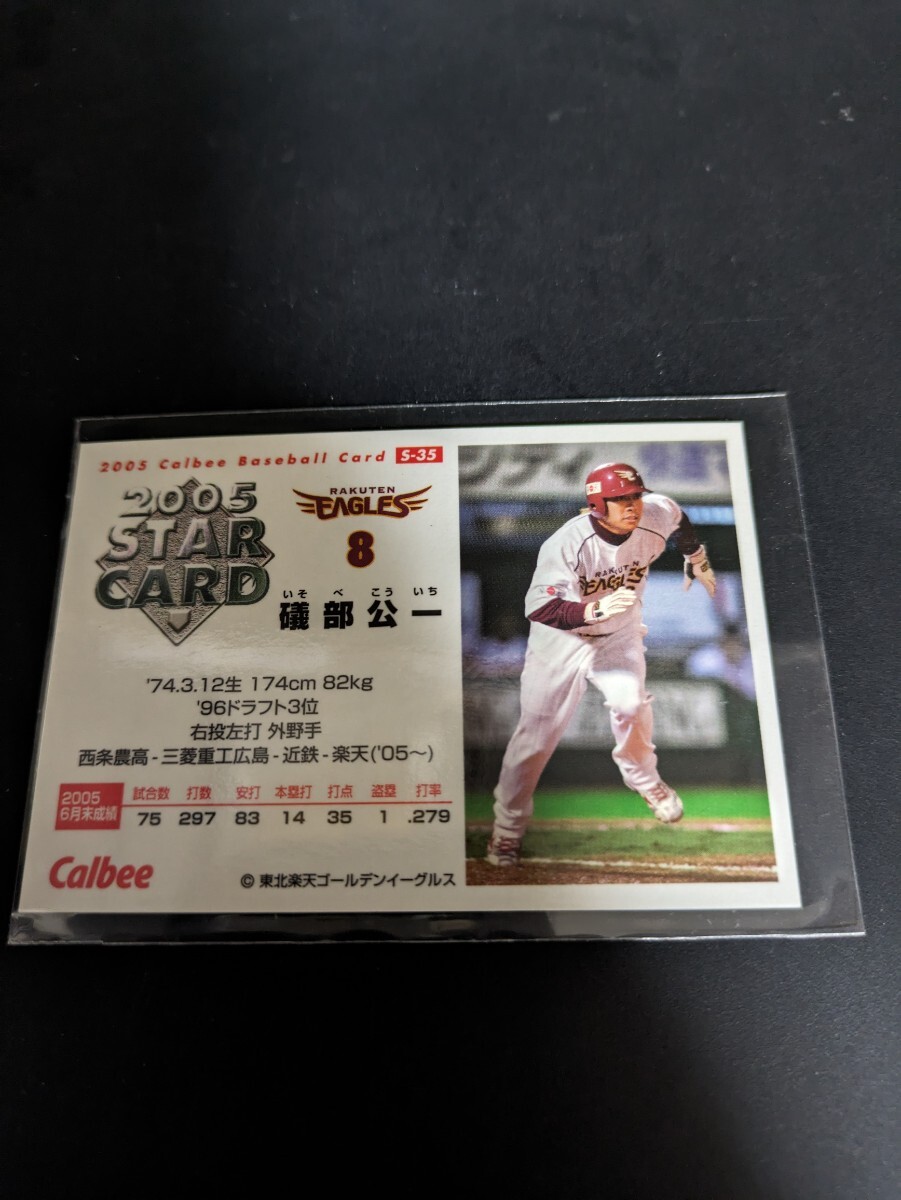 2005 Calbee Baseball Card S-35
2005
STAR
CARD
RAKUTEN
EAGLES
8
いそ べ こう いち
礒部公一
'74.3.12生 174cm 82kg
'96ドラフト3位
右投左打 外野手
西条農高-三菱重工広島-近鉄-楽天('05～)
2005
6月末成績
試合数 打数 安打 本塁打 打点 盗塁 打率
75 297 83 14 35 1 .279
Calbee
© 東北楽天ゴールデンイーグルス
RAKUTEN
EAGLES